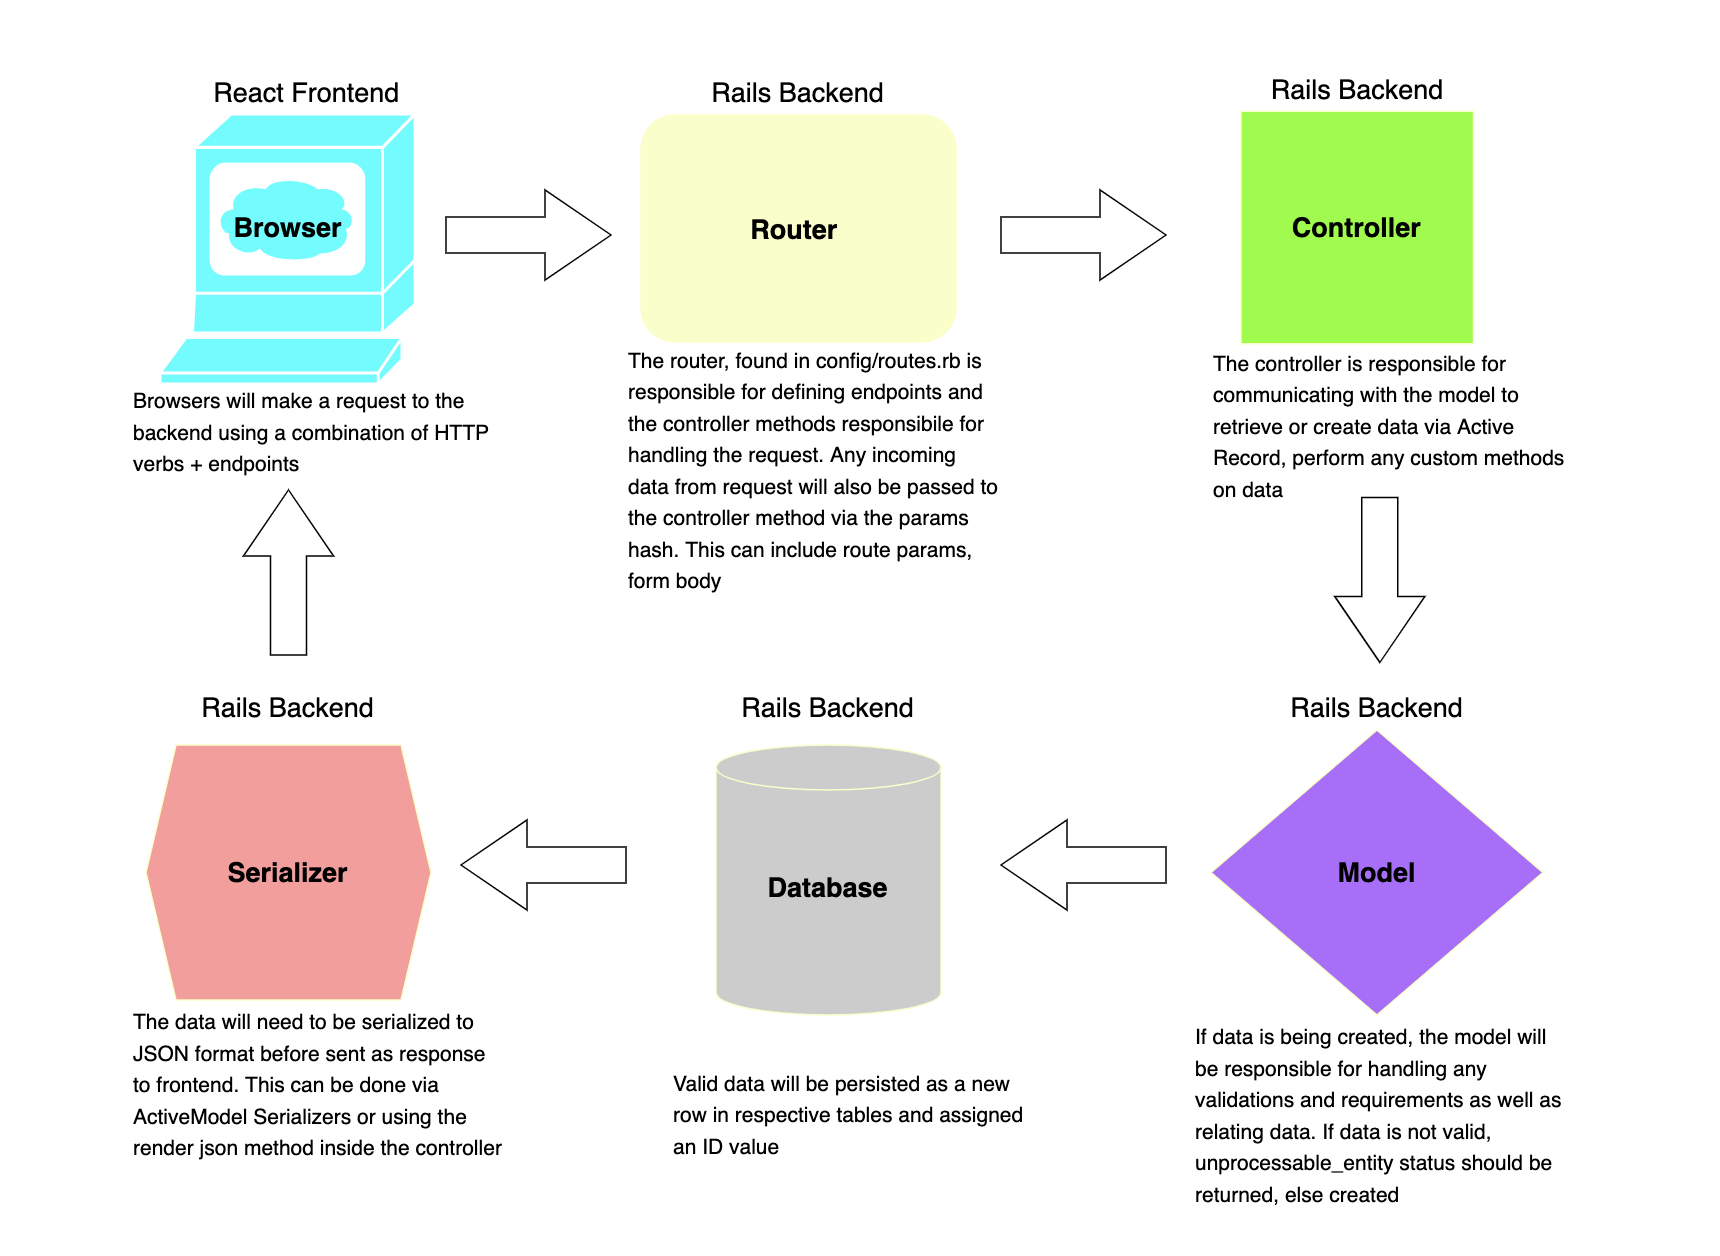 React Frontend
Browser
Browsers will make a request to the
backend using a combination of HTTP
verbs + endpoints
Rails Backend
Router
The router, found in config/routes.rb is
responsible for defining endpoints and
the controller methods responsibile for
handling the request. Any incoming
data from request will also be passed to
the controller method via the params
hash. This can include route params,
form body
Rails Backend
Controller
The controller is responsible for
communicating with the model to
retrieve or create data via Active
Record, perform any custom methods
on data
Rails Backend
Serializer
The data will need to be serialized to
JSON format before sent as response
to frontend. This can be done via
ActiveModel Serializers or using the
render json method inside the controller
Rails Backend
Database
Valid data will be persisted as a new
row in respective tables and assigned
an ID value
Rails Backend
Model
If data is being created, the model will
be responsible for handling any
validations and requirements as well as
relating data. If data is not valid,
unprocessable_entity status should be
returned, else created